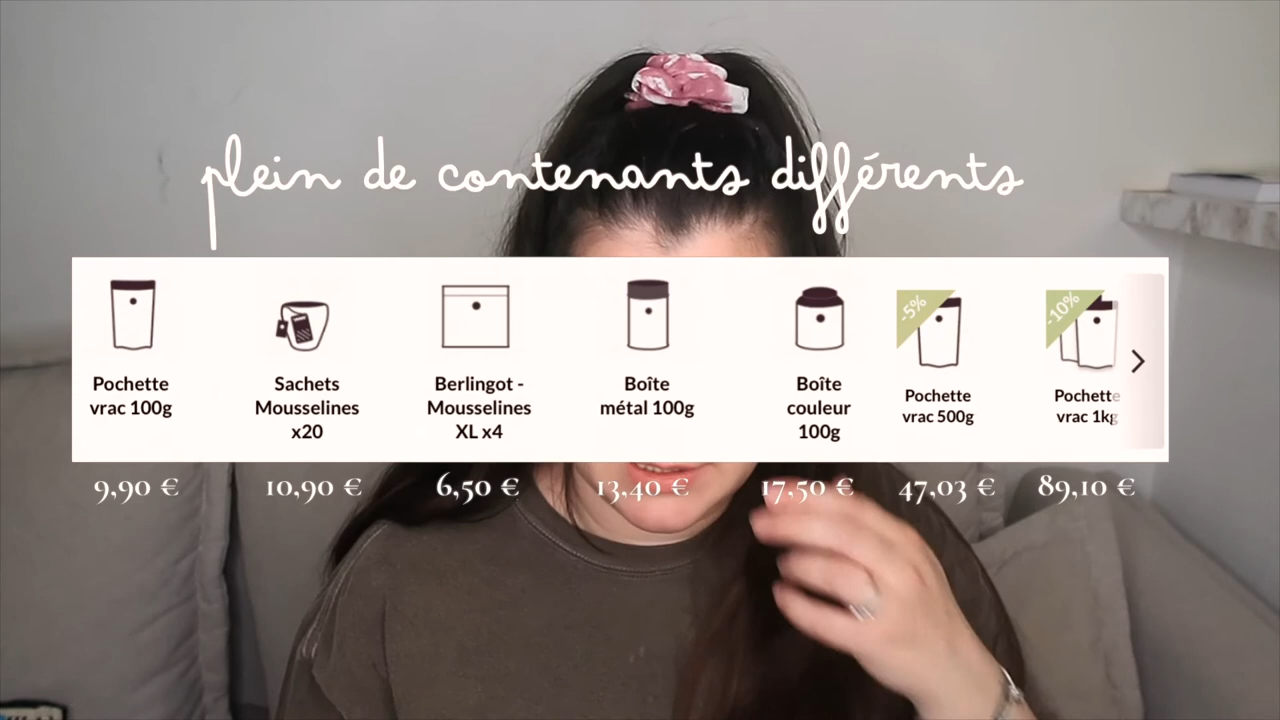 plein de contenants différents
-5%
-10%
Pochette
vrac 100g
Sachets
Mousselines
x20
Berlingot -
Mousselines
XL x4
Boîte
métal 100g
Boîte
couleur
100g
Pochette
vrac 500g
Pochette
vrac 1kg
9,90 € 10,90 € 6,50 € 13,40 € 17,50 € 47,03 € 89,10 €